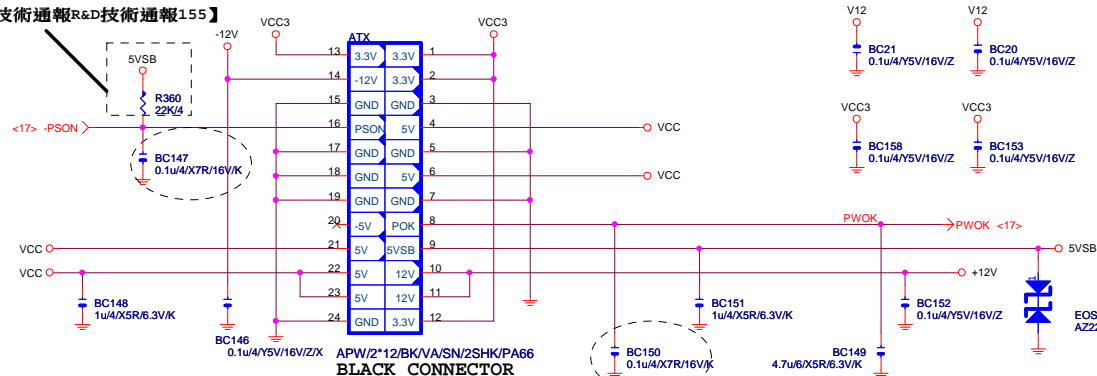 技術通報R&D技術通報155】
5VSB
R360
22K/4
<17> -PSON
BC147
0.1u/4/X7R/16V/K
-12V
VCC3
VCC3
ATX
13 3.3V 3.3V 1
14 -12V 3.3V 2
15 GND GND 3
16 PSON 5V 4
17 GND GND 5
18 GND 5V 6
19 GND GND 7
20 -5V POK 8
21 5V 5VSB 9
22 5V 12V 10
23 5V 12V 11
24 GND 3.3V 12
VCC
VCC
VCC
VCC
PWOK
PWOK <17>
5VSB
+12V
BC148
1u/4/X5R/6.3V/K
BC146
0.1u/4/Y5V/16V/Z/X
APW/2*12/BK/VA/SN/2SHK/PA66
BLACK CONNECTOR
BC151
1u/4/X5R/6.3V/K
BC152
0.1u/4/Y5V/16V/Z
BC150
0.1u/4/X7R/16V/K
BC149
4.7u/6/X5R/6.3V/K
EOS
AZ22
V12
BC21
0.1u/4/Y5V/16V/Z
V12
BC20
0.1u/4/Y5V/16V/Z
VCC3
BC158
0.1u/4/Y5V/16V/Z
VCC3
BC153
0.1u/4/Y5V/16V/Z